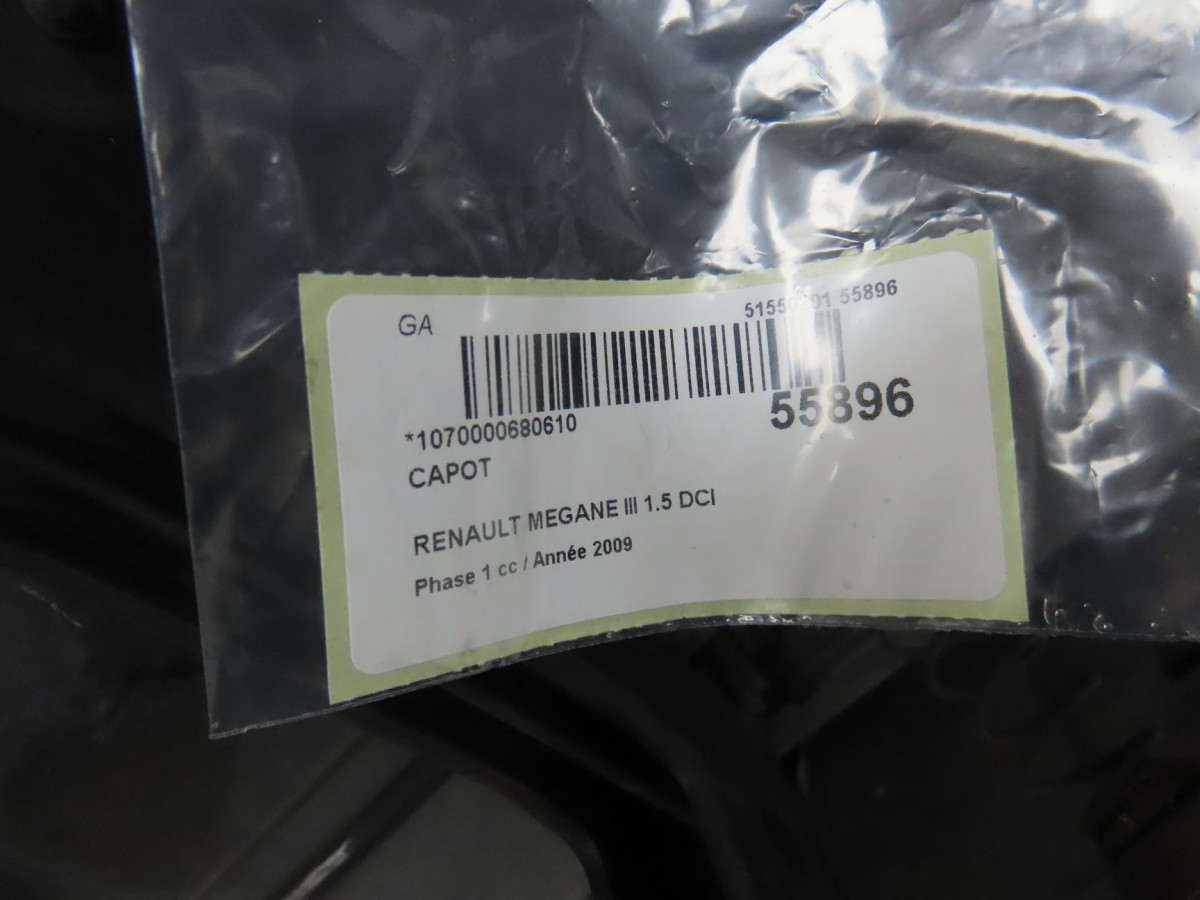 GA
55896
*1070000680610
55896
CAPOT
RENAULT MEGANE III 1.5 DCI
Phase 1 cc / Année 2009